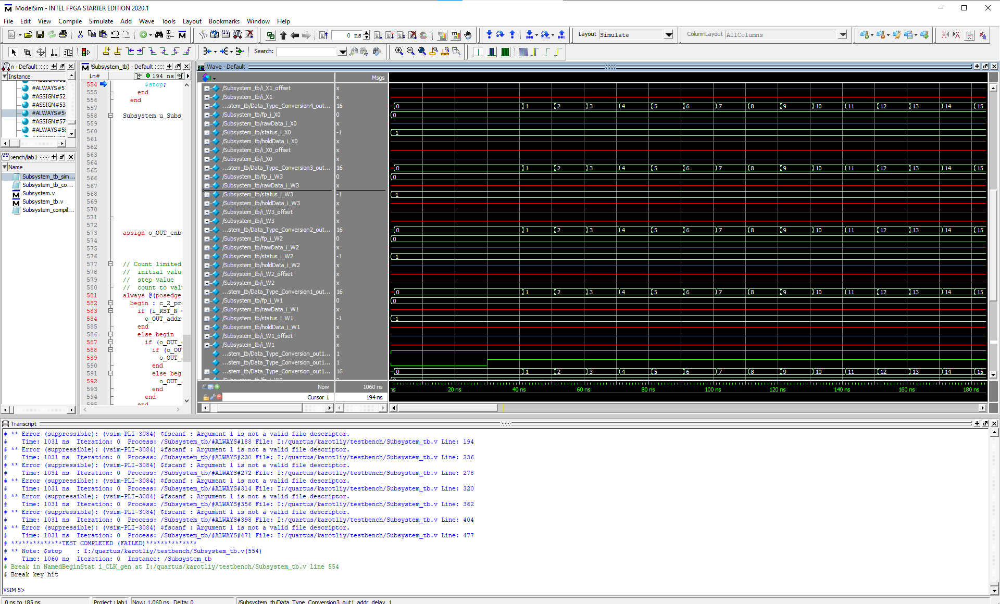 ModelSim - INTEL FPGA STARTER EDITION 2020.1
File Edit View Compile Simulate Add Wave Tools Layout Bookmarks Window Help
0 ns
Layout Simulate
ColumnLayout AllColumns
Search:
n - Default
Instance
#ALWAYS#5
#ASSIGN#52
#ASSIGN#53
#ALWAYS#54
#ASSIGN#57
#ALWAYS#58
ench/lab1
Name
Subsystem_tb_sim...
Subsystem_tb_co...
Subsystem.v
Subsystem_tb.v
Subsystem_compil...
Subsystem_tb) - Default
Ln#
194 ns
554 $stop;
555 end
556 end
557
558 Subsystem u_Subs
559
560
561
562
563
564
565
566
567
568
569
570
571
572
573 assign o_OUT_enb
574
575
576
577 // Count limited
578 // initial valu
579 // step value
580 // count to valu
581 always @(posedge
582 begin : c_2_pr
583 if (i_RST_N =
584 o_OUT_addr
585 end
586 else begin
587 if (o_OUT_
588 if (o_OU
589 o_OUT_
590 end
591 else begi
592 o_OUT_
593 end
594 end
595 end
Wave - Default
Msgs
/Subsystem_tb/i_X1_offset x
/Subsystem_tb/i_X1 x
...stem_tb/Data_Type_Conversion4_out... 16 0 1 2 3 4 5 6 7 8 9 10 11 12 13 14 15
/Subsystem_tb/fp_i_X0 0 0
/Subsystem_tb/rawData_i_X0 x
/Subsystem_tb/status_i_X0 -1 -1
/Subsystem_tb/holdData_i_X0 x
/Subsystem_tb/i_X0_offset x
/Subsystem_tb/i_X0 x
...stem_tb/Data_Type_Conversion3_out... 16 0 1 2 3 4 5 6 7 8 9 10 11 12 13 14 15
/Subsystem_tb/fp_i_W3 0 0
/Subsystem_tb/rawData_i_W3 x
/Subsystem_tb/status_i_W3 -1 -1
/Subsystem_tb/holdData_i_W3 x
/Subsystem_tb/i_W3_offset x
/Subsystem_tb/i_W3 x
...stem_tb/Data_Type_Conversion2_out... 16 0 1 2 3 4 5 6 7 8 9 10 11 12 13 14 15
/Subsystem_tb/fp_i_W2 0 0
/Subsystem_tb/rawData_i_W2 x
/Subsystem_tb/status_i_W2 -1 -1
/Subsystem_tb/holdData_i_W2 x
/Subsystem_tb/i_W2_offset x
/Subsystem_tb/i_W2 x
...stem_tb/Data_Type_Conversion1_out... 16 0 1 2 3 4 5 6 7 8 9 10 11 12 13 14 15
/Subsystem_tb/fp_i_W1 0 0
/Subsystem_tb/rawData_i_W1 x
/Subsystem_tb/status_i_W1 -1 -1
/Subsystem_tb/holdData_i_W1 x
/Subsystem_tb/i_W1_offset x
/Subsystem_tb/i_W1 x
...stem_tb/Data_Type_Conversion_out1... 1
...stem_tb/Data_Type_Conversion_out1... 1
...stem_tb/Data_Type_Conversion_out1... 16 0 1 2 3 4 5 6 7 8 9 10 11 12 13 14 15
Now 1060 ns ns 20 ns 40 ns 60 ns 80 ns 100 ns 120 ns 140 ns 160 ns 180 ns
Cursor 1 194 ns
Transcript
# ** Error (suppressible): (vsim-PLI-3084) $fscanf : Argument 1 is not a valid file descriptor.
# Time: 1031 ns Iteration: 0 Process: /Subsystem_tb/#ALWAYS#188 File: I:/quartus/karotliy/testbench/Subsystem_tb.v Line: 194
# ** Error (suppressible): (vsim-PLI-3084) $fscanf : Argument 1 is not a valid file descriptor.
# Time: 1031 ns Iteration: 0 Process: /Subsystem_tb/#ALWAYS#230 File: I:/quartus/karotliy/testbench/Subsystem_tb.v Line: 236
# ** Error (suppressible): (vsim-PLI-3084) $fscanf : Argument 1 is not a valid file descriptor.
# Time: 1031 ns Iteration: 0 Process: /Subsystem_tb/#ALWAYS#272 File: I:/quartus/karotliy/testbench/Subsystem_tb.v Line: 278
# ** Error (suppressible): (vsim-PLI-3084) $fscanf : Argument 1 is not a valid file descriptor.
# Time: 1031 ns Iteration: 0 Process: /Subsystem_tb/#ALWAYS#314 File: I:/quartus/karotliy/testbench/Subsystem_tb.v Line: 320
# ** Error (suppressible): (vsim-PLI-3084) $fscanf : Argument 1 is not a valid file descriptor.
# Time: 1031 ns Iteration: 0 Process: /Subsystem_tb/#ALWAYS#356 File: I:/quartus/karotliy/testbench/Subsystem_tb.v Line: 362
# ** Error (suppressible): (vsim-PLI-3084) $fscanf : Argument 1 is not a valid file descriptor.
# Time: 1031 ns Iteration: 0 Process: /Subsystem_tb/#ALWAYS#398 File: I:/quartus/karotliy/testbench/Subsystem_tb.v Line: 404
# ** Error (suppressible): (vsim-PLI-3084) $fscanf : Argument 1 is not a valid file descriptor.
# Time: 1031 ns Iteration: 0 Process: /Subsystem_tb/#ALWAYS#471 File: I:/quartus/karotliy/testbench/Subsystem_tb.v Line: 477
# **************TEST COMPLETED (FAILED)**************
# ** Note: $stop : I:/quartus/karotliy/testbench/Subsystem_tb.v(554)
# Time: 1060 ns Iteration: 0 Instance: /Subsystem_tb
# Break in NamedBeginStat i_CLK_gen at I:/quartus/karotliy/testbench/Subsystem_tb.v line 554
# Break key hit
VSIM 5>
0 ns to 185 ns Project : lab1 Now: 1,060 ns Delta: 0 /Subsystem_tb/Data_Type_Conversion3_out1_addr_delay_1